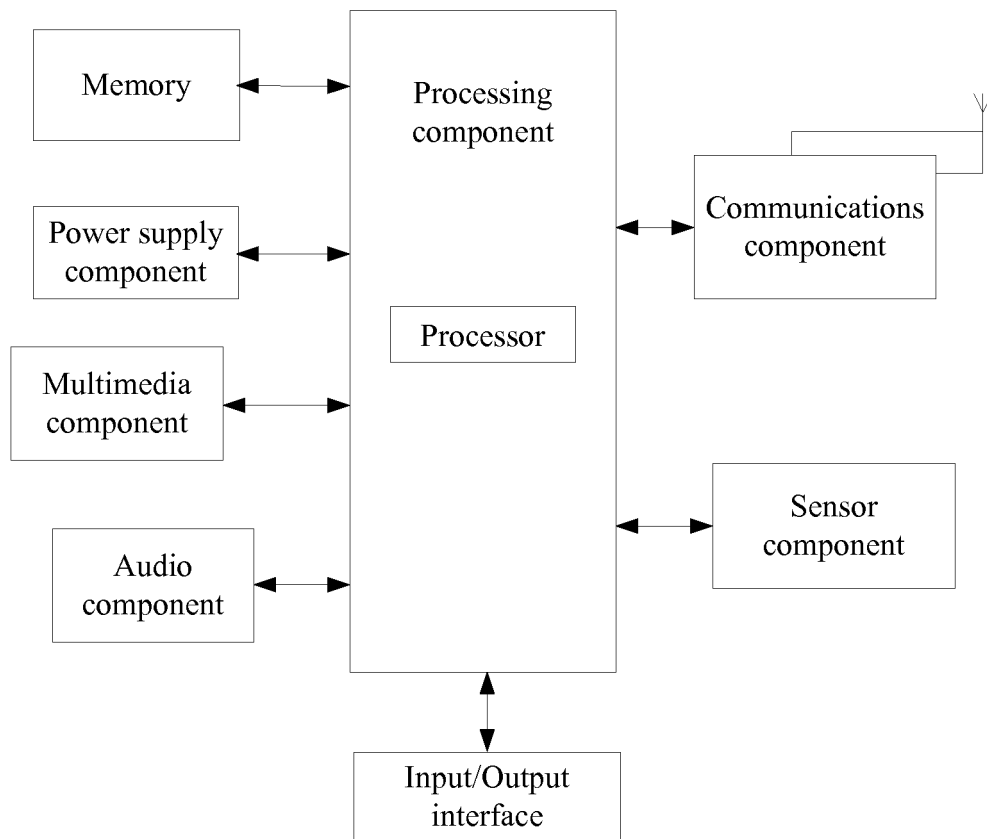 Memory
Processing
component
Power supply
component
Communications
component
Processor
Multimedia
component
Sensor
component
Audio
component
Input/Output
interface